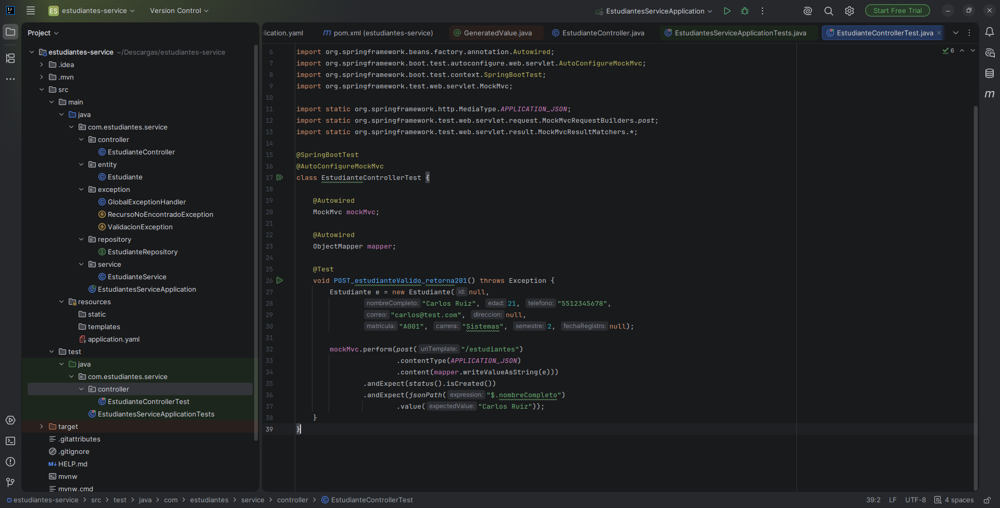 IJ
ES estudiantes-service
Version Control
EstudiantesServiceApplication
Start Free Trial
Project
lication.yaml
m pom.xml (estudiantes-service)
GeneratedValue.java
EstudianteController.java
EstudiantesServiceApplicationTests.java
EstudianteControllerTest.java
estudiantes-service ~/Descargas/estudiantes-service
.idea
.mvn
src
main
java
com.estudiantes.service
controller
EstudianteController
entity
Estudiante
exception
GlobalExceptionHandler
RecursoNoEncontradoException
ValidacionException
repository
EstudianteRepository
service
EstudianteService
EstudiantesServiceApplication
resources
static
templates
application.yaml
test
java
com.estudiantes.service
controller
EstudianteControllerTest
EstudiantesServiceApplicationTests
target
.gitattributes
.gitignore
M↓ HELP.md
mvnw
mvnw.cmd
6
6 import org.springframework.beans.factory.annotation.Autowired;
7 import org.springframework.boot.test.autoconfigure.web.servlet.AutoConfigureMockMvc;
8 import org.springframework.boot.test.context.SpringBootTest;
9 import org.springframework.test.web.servlet.MockMvc;
10
11 import static org.springframework.http.MediaType.APPLICATION_JSON;
12 import static org.springframework.test.web.servlet.request.MockMvcRequestBuilders.post;
13 import static org.springframework.test.web.servlet.result.MockMvcResultMatchers.*;
14
15 @SpringBootTest
16 @AutoConfigureMockMvc
17 class EstudianteControllerTest {
18
19 @Autowired
20 MockMvc mockMvc;
21
22 @Autowired
23 ObjectMapper mapper;
24
25 @Test
26 void POST_estudianteValido_retorna201() throws Exception {
27 Estudiante e = new Estudiante( id: null,
28 nombreCompleto: "Carlos Ruiz", edad: 21, telefono: "5512345678",
29 correo: "carlos@test.com", direccion: null,
30 matricula: "A001", carrera: "Sistemas", semestre: 2, fechaRegistro: null);
31
32 mockMvc.perform(post( uriTemplate: "/estudiantes")
33 .contentType(APPLICATION_JSON)
34 .content(mapper.writeValueAsString(e)))
35 .andExpect(status().isCreated())
36 .andExpect(jsonPath( expression: "$.nombreCompleto")
37 .value( expectedValue: "Carlos Ruiz"));
38 }
39 }
m
estudiantes-service > src > test > java > com > estudiantes > service > controller > EstudianteControllerTest
39:2 LF UTF-8 4 spaces